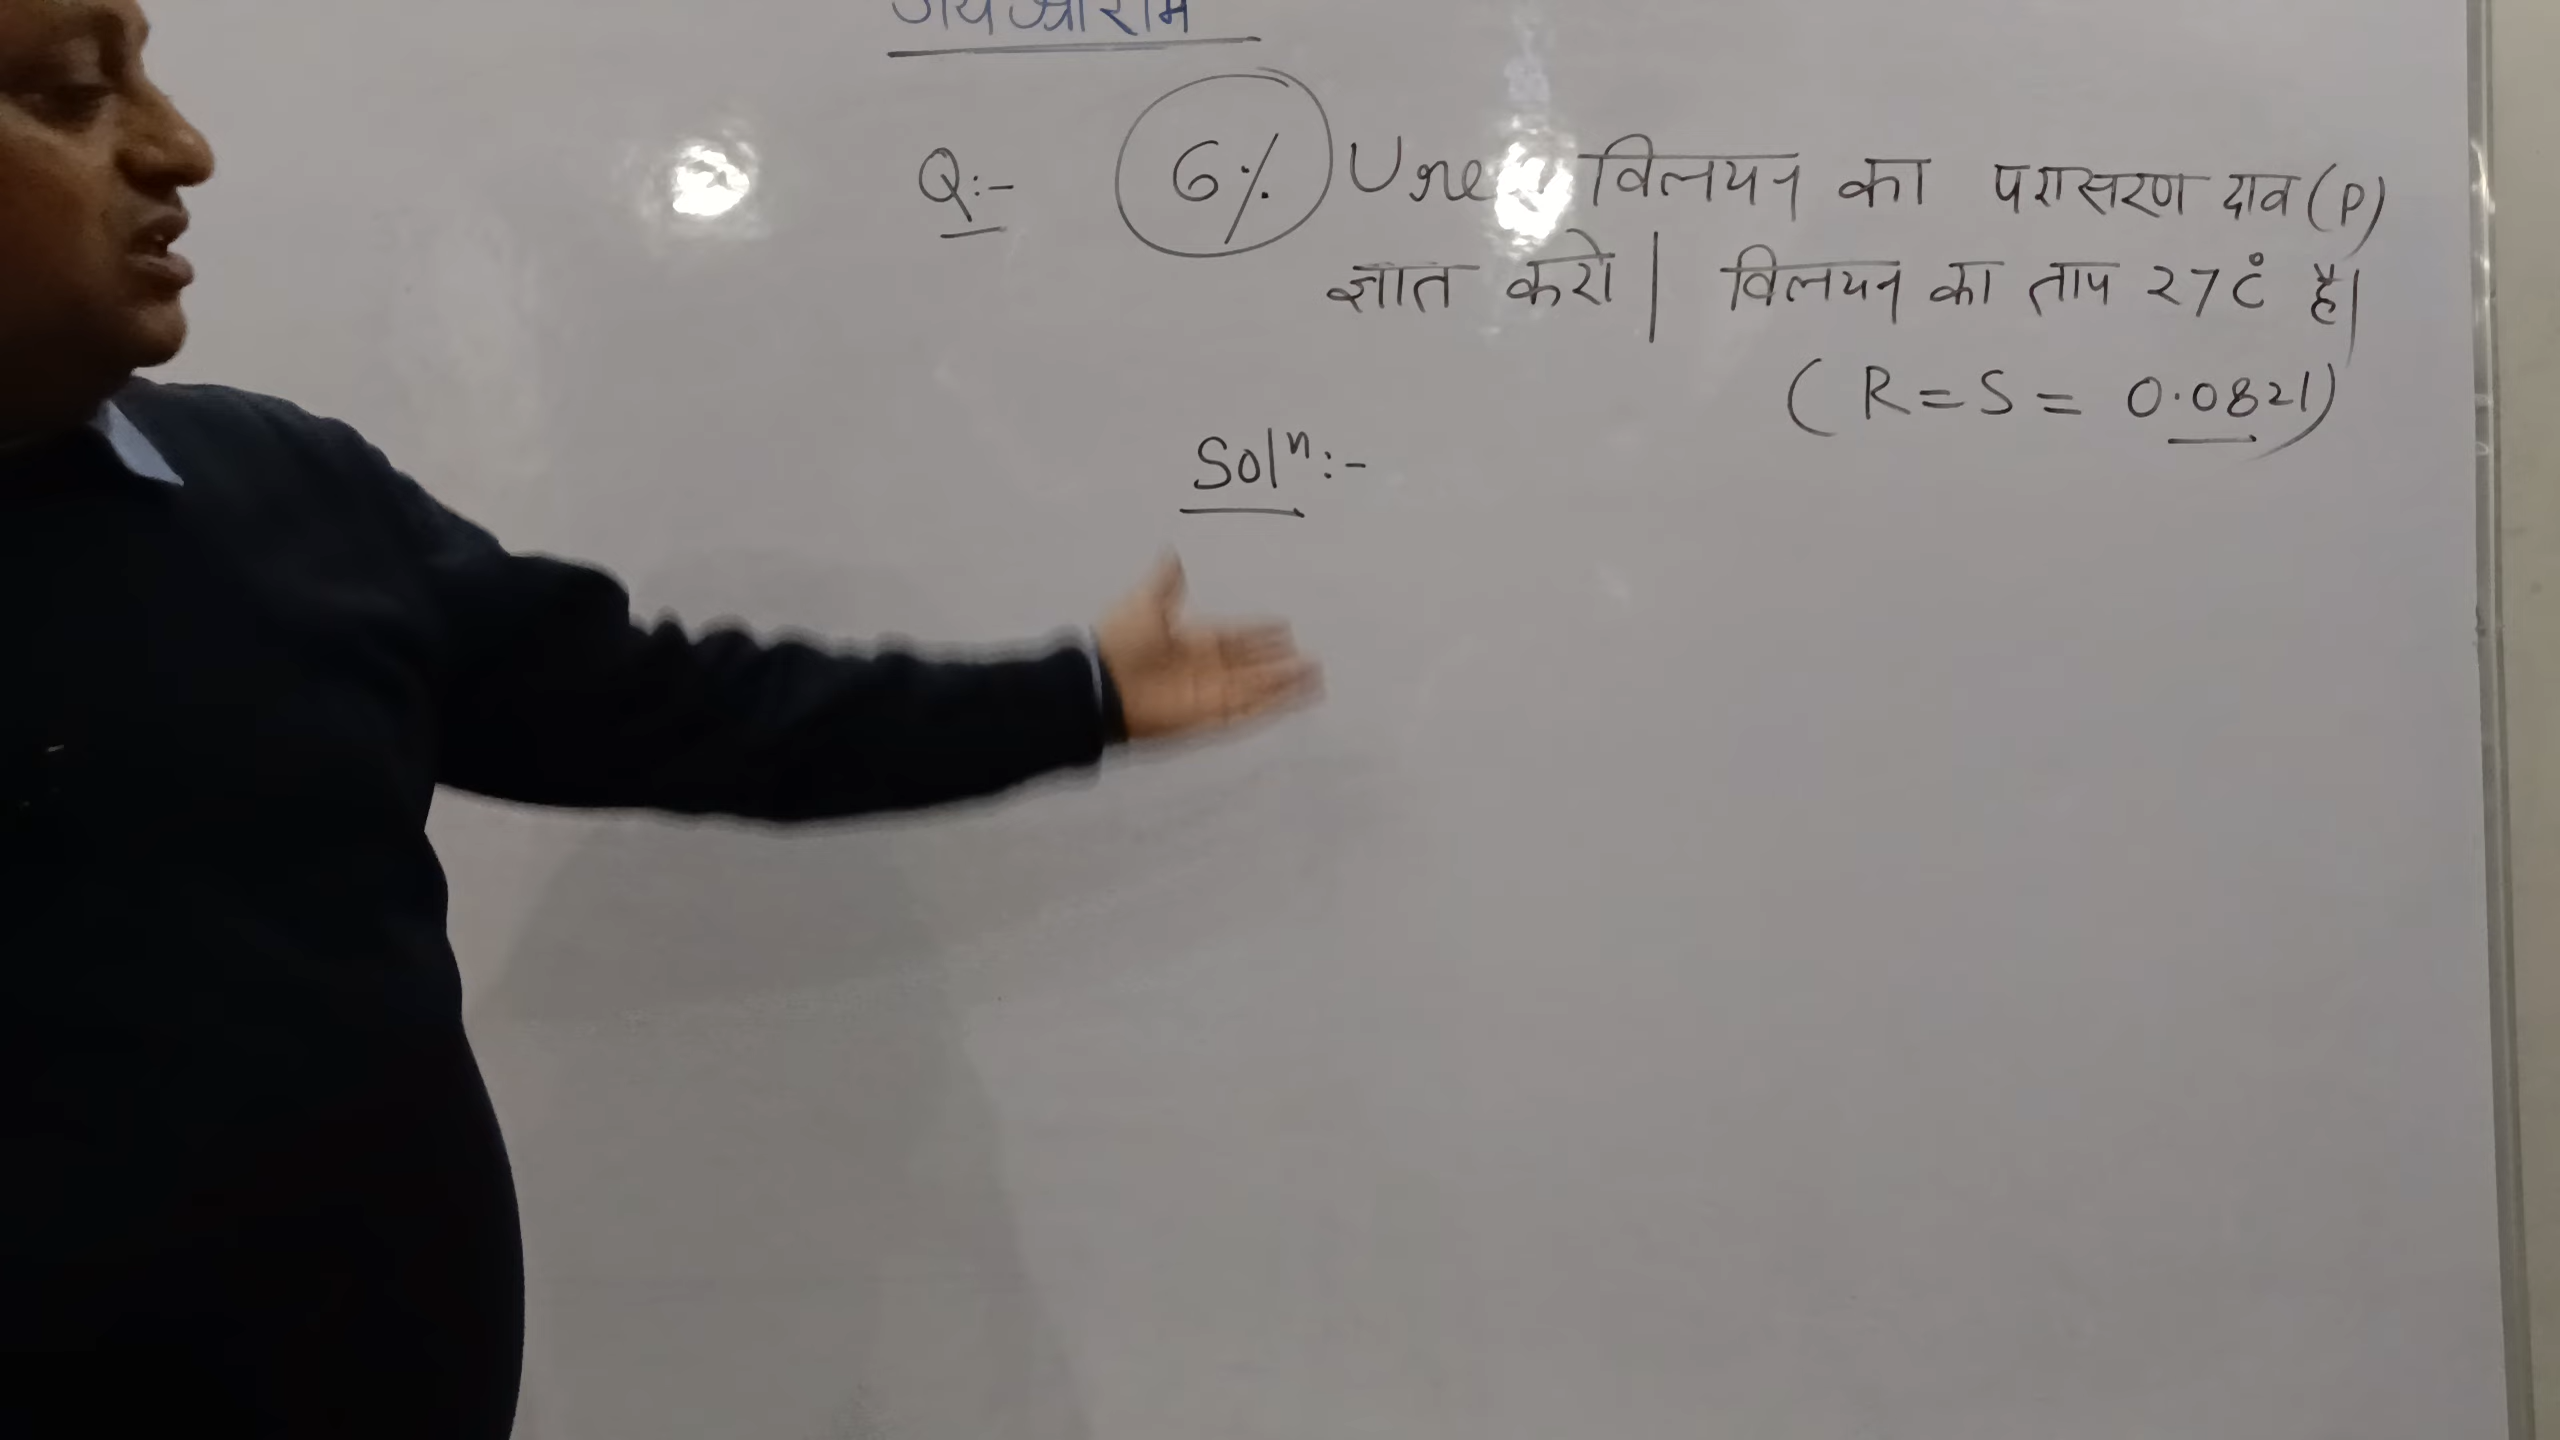 जय श्री राम
Q:- 6% Urea विलयन का परासरण दाब (P)
ज्ञात करो | विलयन का ताप 27°C है|
(R=S= 0.0821)
Solⁿ:-